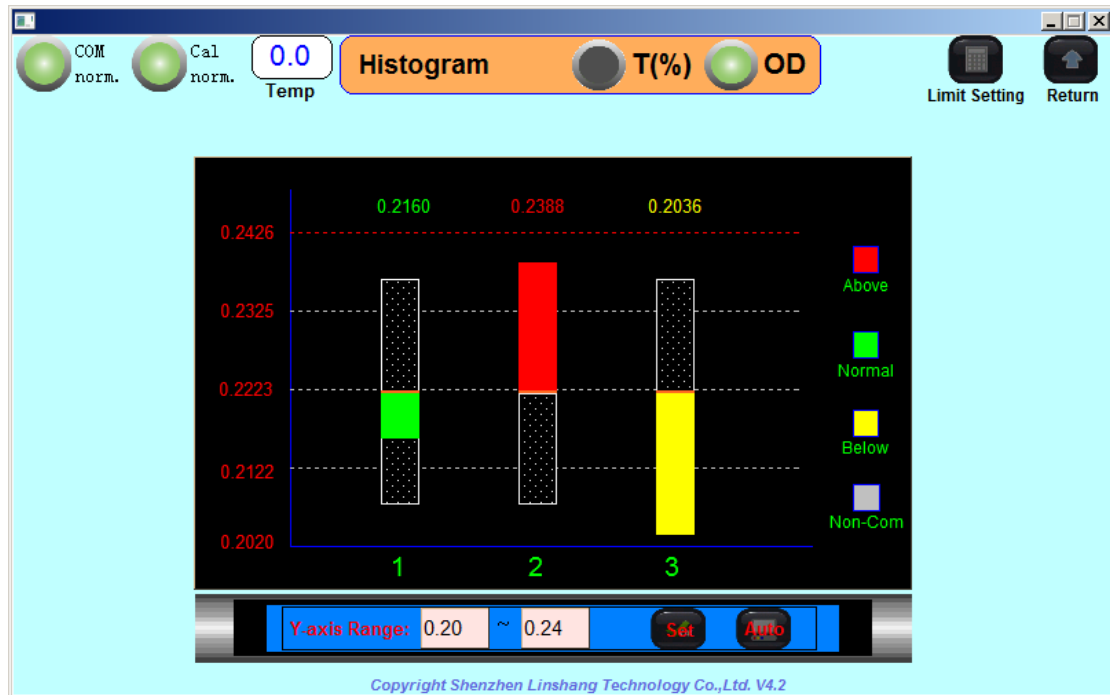 COM
norm.
Cal
norm.
0.0
Temp
Histogram
T(%)
OD
Limit Setting
Return
0.2160
0.2388
0.2036
0.2426
0.2325
0.2223
0.2122
0.2020
Above
Normal
Below
Non-Com
1
2
3
Y-axis Range: 0.20 ~ 0.24
Set
Auto
Copyright Shenzhen Linshang Technology Co.,Ltd. V4.2